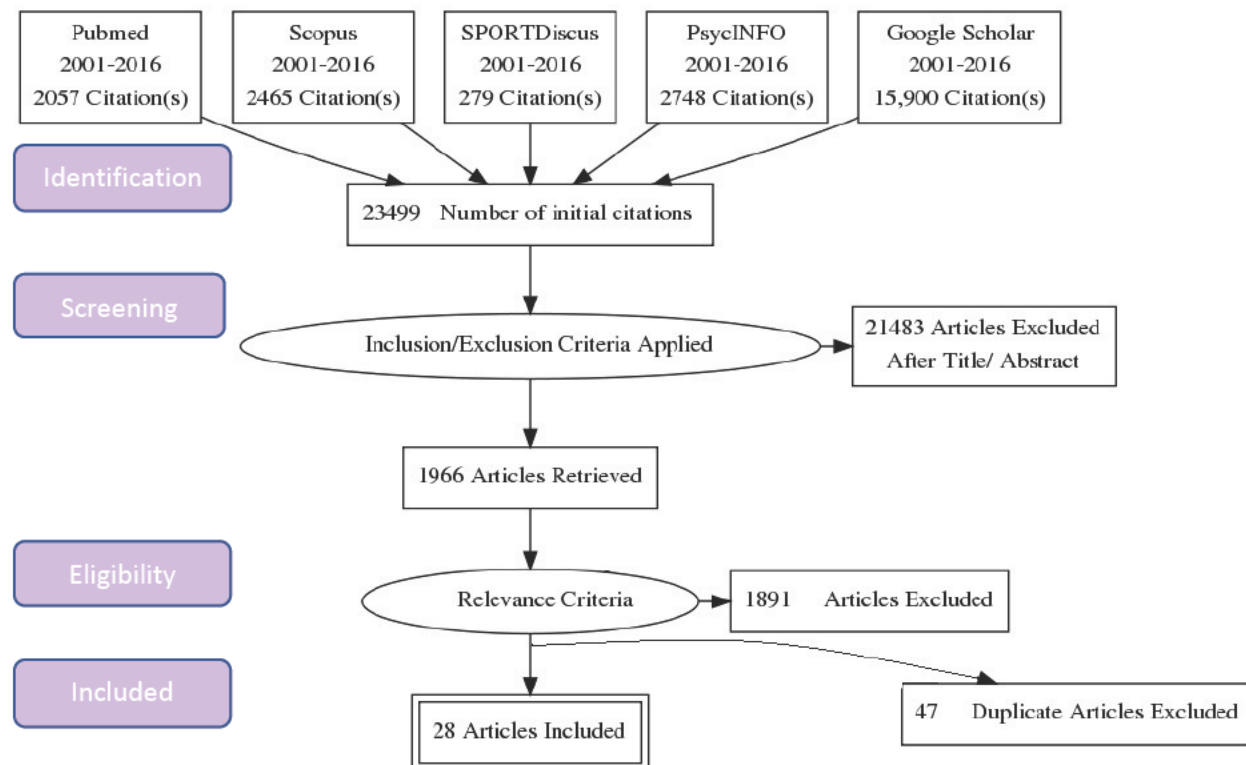 Pubmed
2001-2016
2057 Citation(s)
Scopus
2001-2016
2465 Citation(s)
SPORTDiscus
2001-2016
279 Citation(s)
PsycINFO
2001-2016
2748 Citation(s)
Google Scholar
2001-2016
15,900 Citation(s)
Identification
23499 Number of initial citations
Screening
Inclusion/Exclusion Criteria Applied
21483 Articles Excluded
After Title/ Abstract
1966 Articles Retrieved
Eligibility
Relevance Criteria
1891 Articles Excluded
Included
28 Articles Included
47 Duplicate Articles Excluded